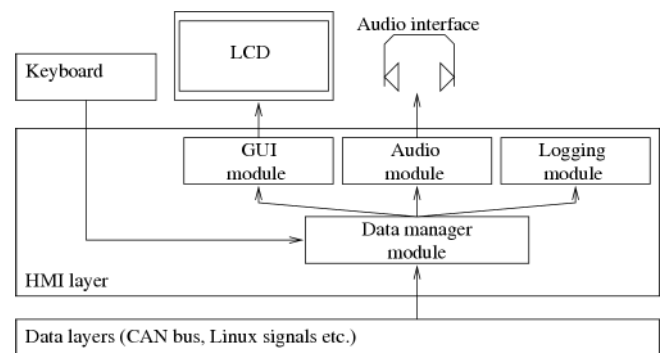 Audio interface
LCD
Keyboard
GUI
module
Audio
module
Logging
module
Data manager
module
HMI layer
Data layers (CAN bus, Linux signals etc.)